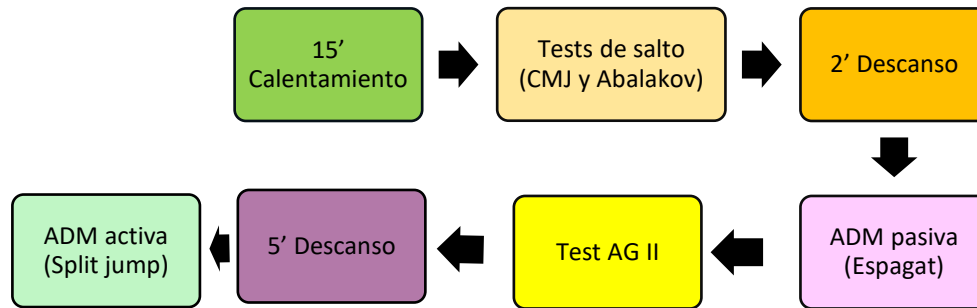 15’
Calentamiento
Tests de salto
(CMJ y Abalakov)
2’ Descanso
ADM pasiva
(Espagat)
Test AG II
5’ Descanso
ADM activa
(Split jump)